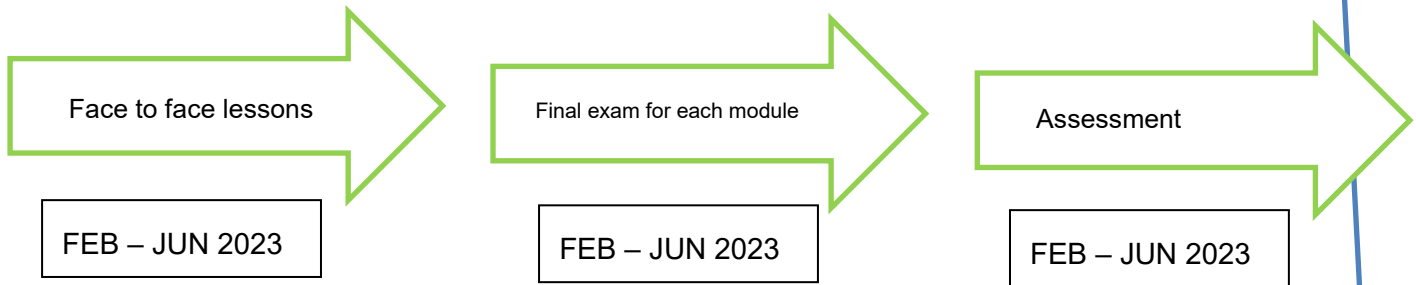 Face to face lessons
Final exam for each module
Assessment
FEB – JUN 2023
FEB – JUN 2023
FEB – JUN 2023